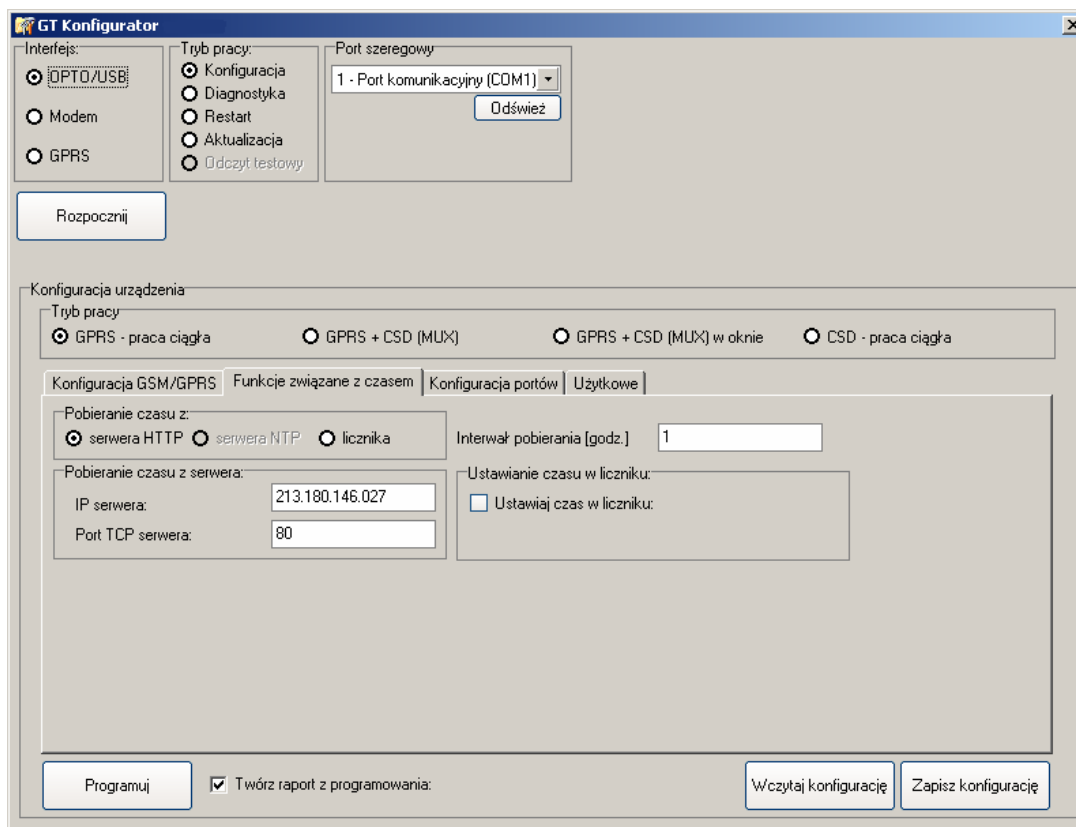 GT Konfigurator
Interfejs:
OPTO/USB
Modem
GPRS
Tryb pracy:
Konfiguracja
Diagnostyka
Restart
Aktualizacja
Odczyt testowy
Port szeregowy
1 - Port komunikacyjny (COM1)
Odśwież
Rozpocznij
Konfiguracja urządzenia
Tryb pracy
GPRS - praca ciągła
GPRS + CSD (MUX)
GPRS + CSD (MUX) w oknie
CSD - praca ciągła
Konfiguracja GSM/GPRS
Funkcje związane z czasem
Konfiguracja portów
Użytkowe
Pobieranie czasu z:
serwera HTTP
serwera NTP
licznika
Interwał pobierania [godz.]
1
Pobieranie czasu z serwera:
IP serwera:
213.180.146.027
Port TCP serwera:
80
Ustawianie czasu w liczniku:
Ustawiaj czas w liczniku:
Programuj
Twórz raport z programowania:
Wczytaj konfigurację
Zapisz konfigurację